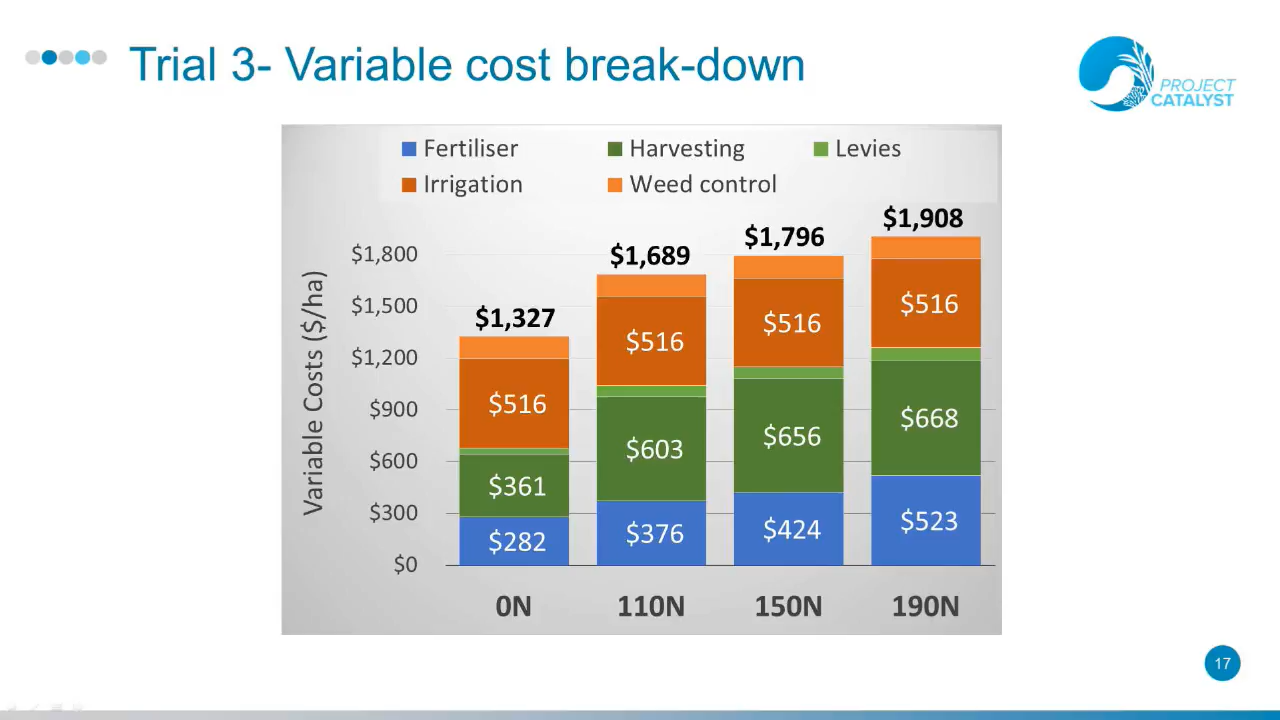 Trial 3- Variable cost break-down
PROJECT
CATALYST
Fertiliser
Harvesting
Levies
Irrigation
Weed control
Variable Costs ($/ha)
$1,800
$1,500
$1,200
$900
$600
$300
$0
$1,327
$516
$361
$282
$1,689
$516
$603
$376
$1,796
$516
$656
$424
$1,908
$516
$668
$523
0N
110N
150N
190N
17